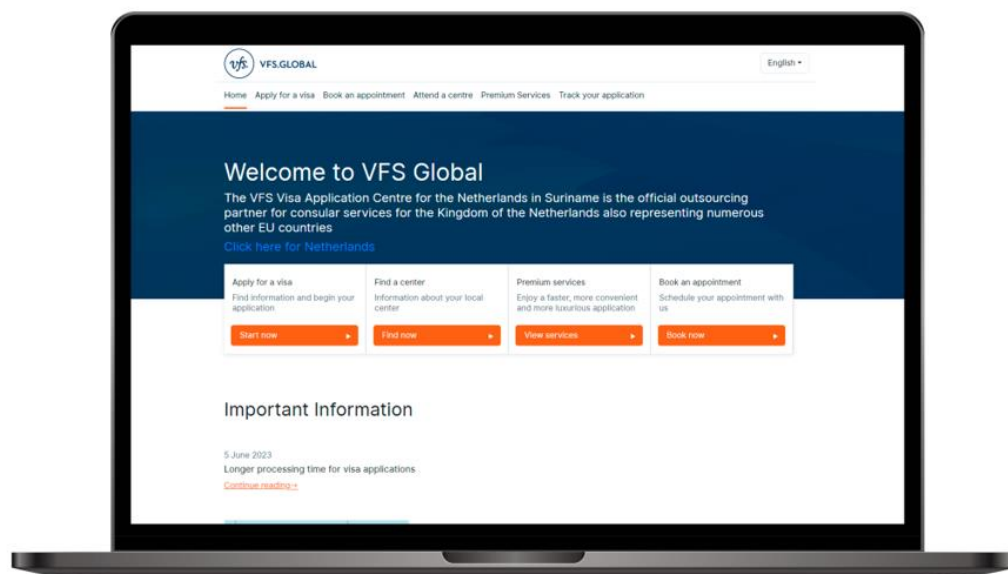 vfs. VFS.GLOBAL
English
Home Apply for a visa Book an appointment Attend a centre Premium Services Track your application
Welcome to VFS Global
The VFS Visa Application Centre for the Netherlands in Suriname is the official outsourcing
partner for consular services for the Kingdom of the Netherlands also representing numerous
other EU countries
Click here for Netherlands
Apply for a visa
Find information and begin your
application
Start now
Find a center
Information about your local
center
Find now
Premium services
Enjoy a faster, more convenient
and more luxurious application
View services
Book an appointment
Schedule your appointment with
us
Book now
Important Information
5 June 2023
Longer processing time for visa applications
Continue reading→